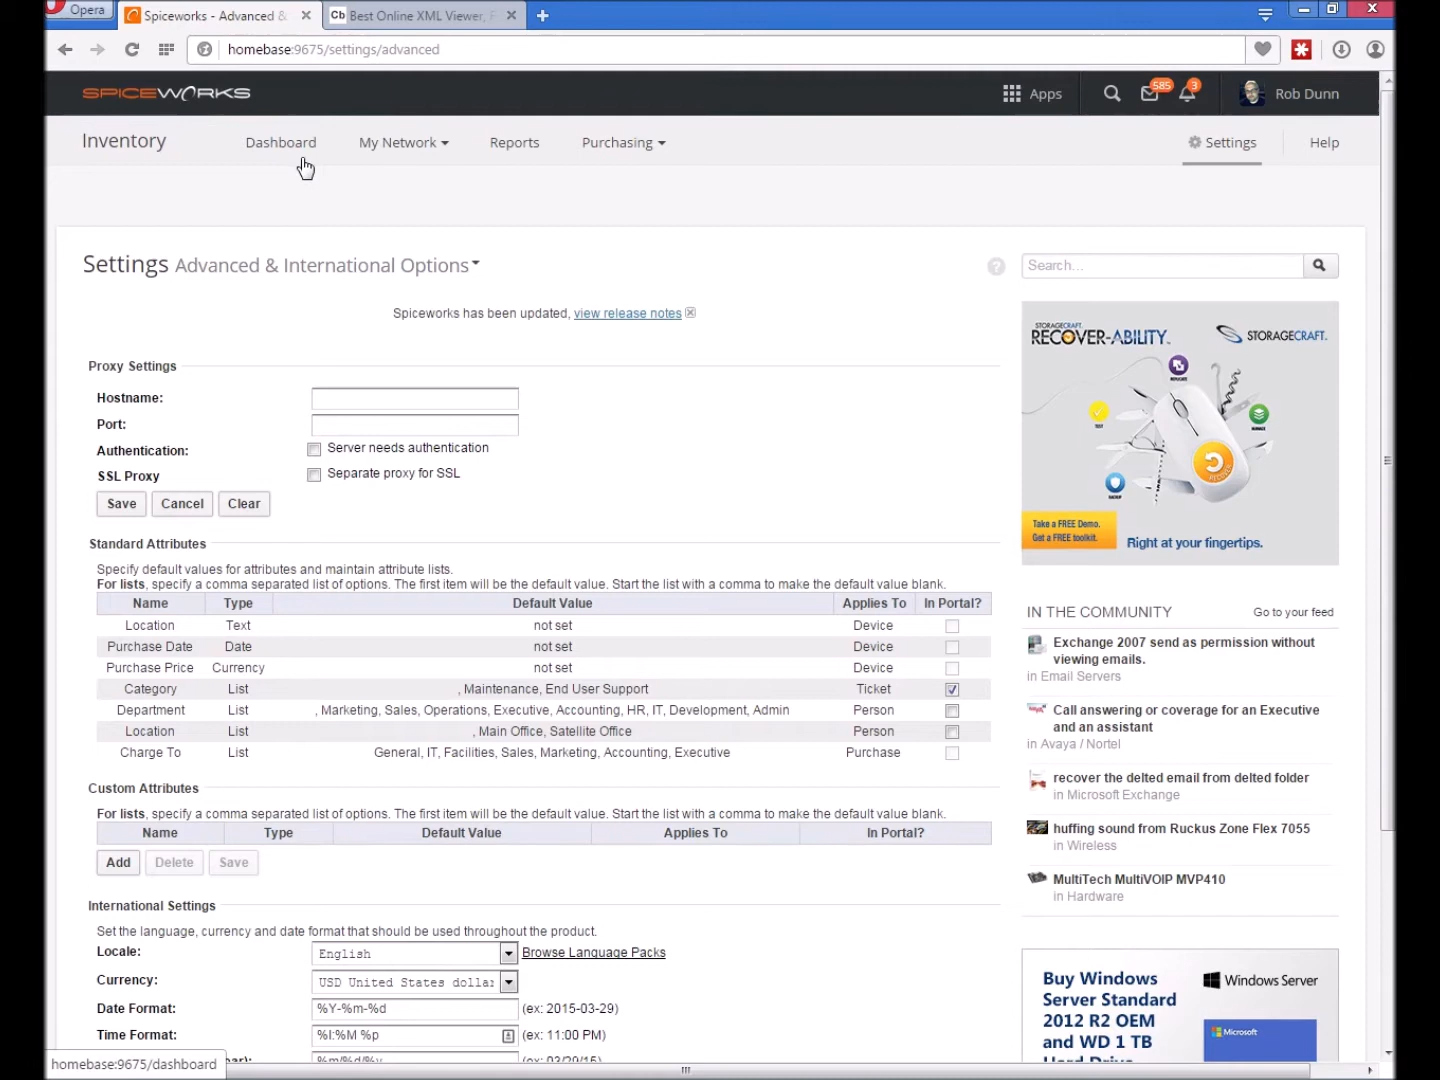 Opera
Spiceworks - Advanced &
Cb Best Online XML Viewer,
homebase:9675/settings/advanced
SPICEWORKS
Apps
585
3
Rob Dunn
Inventory
Dashboard
My Network
Reports
Purchasing
Settings
Help
Settings Advanced & International Options
Search...
Spiceworks has been updated, view release notes
Proxy Settings
Hostname:
Port:
Authentication:
Server needs authentication
SSL Proxy
Separate proxy for SSL
Save
Cancel
Clear
STORAGECRAFT.
RECOVER-ABILITY™
STORAGECRAFT.
REPLICATE
TEST
MANAGE
BACKUP
RECOVER
Take a FREE Demo.
Get a FREE toolkit.
Right at your fingertips.
Standard Attributes
Specify default values for attributes and maintain attribute lists.
For lists, specify a comma separated list of options. The first item will be the default value. Start the list with a comma to make the default value blank.
Name Type Default Value Applies To In Portal?
Location Text not set Device
Purchase Date Date not set Device
Purchase Price Currency not set Device
Category List , Maintenance, End User Support Ticket
Department List , Marketing, Sales, Operations, Executive, Accounting, HR, IT, Development, Admin Person
Location List , Main Office, Satellite Office Person
Charge To List General, IT, Facilities, Sales, Marketing, Accounting, Executive Purchase
Custom Attributes
For lists, specify a comma separated list of options. The first item will be the default value. Start the list with a comma to make the default value blank.
Name Type Default Value Applies To In Portal?
Add
Delete
Save
International Settings
Set the language, currency and date format that should be used throughout the product.
Locale: English Browse Language Packs
Currency: USD United States dollar
Date Format: %Y-%m-%d (ex: 2015-03-29)
Time Format: %I:%M %p (ex: 11:00 PM)
%m/%d/%y (ex: 03/29/15)
IN THE COMMUNITY
Go to your feed
Exchange 2007 send as permission without
viewing emails.
in Email Servers
Call answering or coverage for an Executive
and an assistant
in Avaya / Nortel
recover the delted email from delted folder
in Microsoft Exchange
huffing sound from Ruckus Zone Flex 7055
in Wireless
MultiTech MultiVOIP MVP410
in Hardware
Buy Windows
Server Standard
2012 R2 OEM
and WD 1 TB
Hard Drive
Windows Server
Microsoft
homebase:9675/dashboard